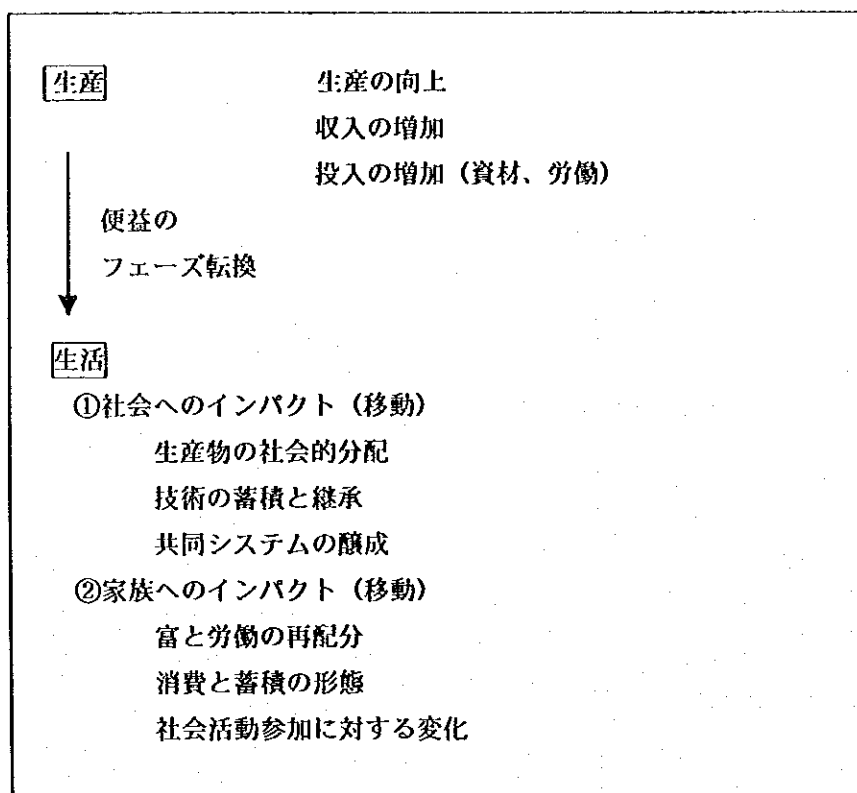 生産 生産の向上
収入の増加
投入の増加（資材、労働）
便益の
フェーズ転換
生活
①社会へのインパクト（移動）
生産物の社会的分配
技術の蓄積と継承
共同システムの醸成
②家族へのインパクト（移動）
富と労働の再配分
消費と蓄積の形態
社会活動参加に対する変化